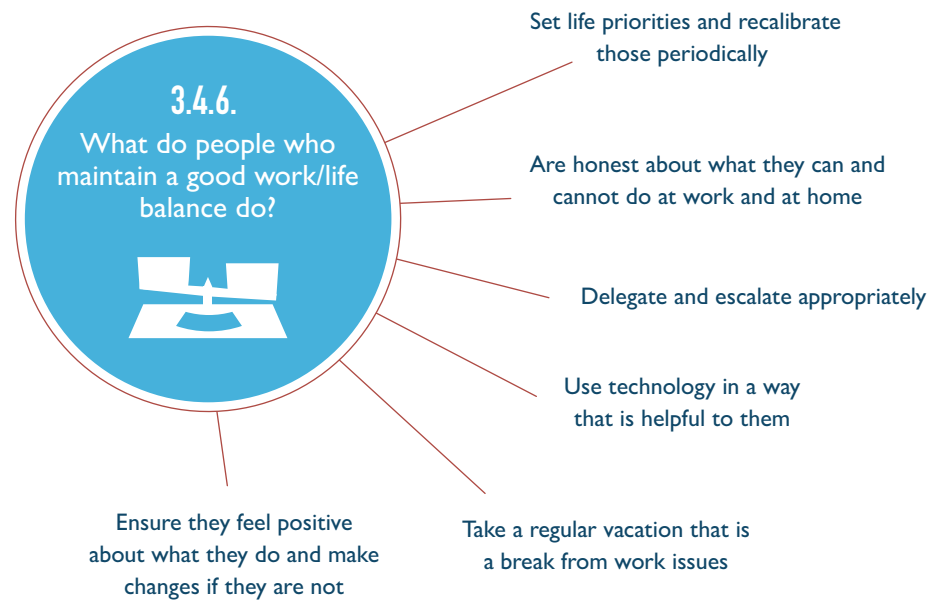 3.4.6.
What do people who
maintain a good work/life
balance do?
Set life priorities and recalibrate
those periodically
Are honest about what they can and
cannot do at work and at home
Delegate and escalate appropriately
Use technology in a way
that is helpful to them
Take a regular vacation that is
a break from work issues
Ensure they feel positive
about what they do and make
changes if they are not